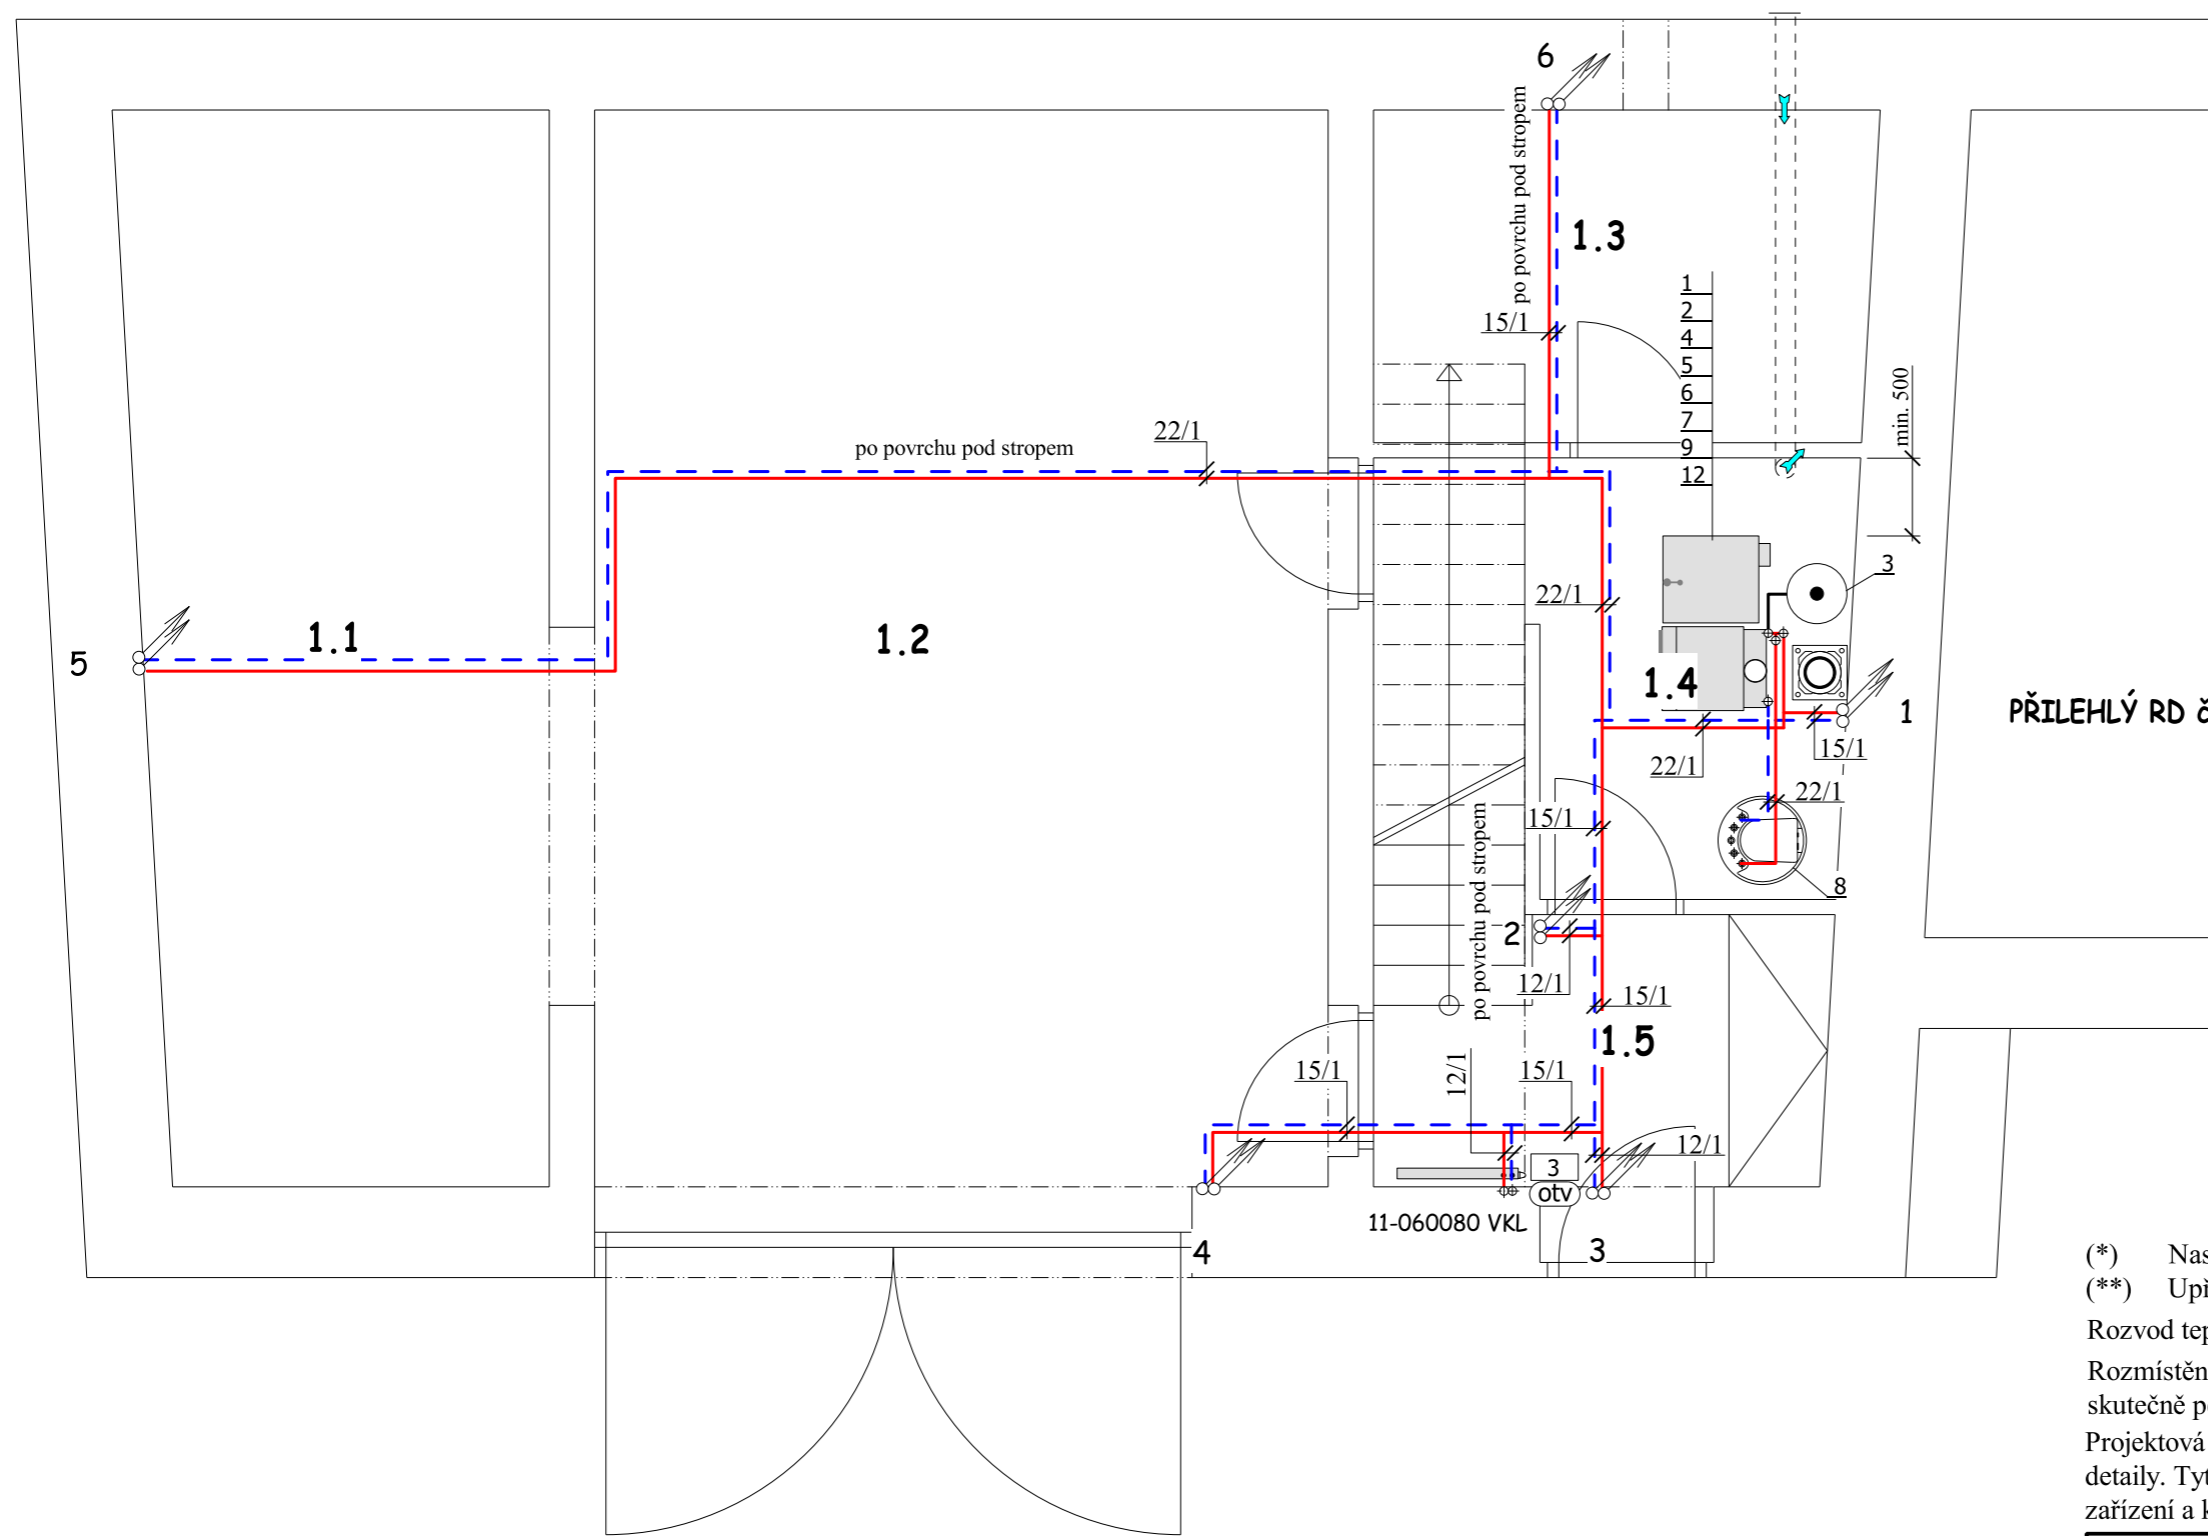 6
po povrchu pod stropem
1.3
15/1
1
2
4
5
6
7
9
12
min. 500
po povrchu pod stropem
22/1
3
22/1
5
1.1
1.2
1.4
1
PŘILEHLÝ RD č
15/1
22/1
22/1
15/1
po povrchu pod stropem
8
2
12/1
15/1
1.5
15/1
12/1
15/1
12/1
3
otv
11-060080 VKL
4
3
(*) Nas
(**) Upř
Rozvod tep
Rozmístěn
skutečně p
Projektová
detaily. Tyt
zařízení a k